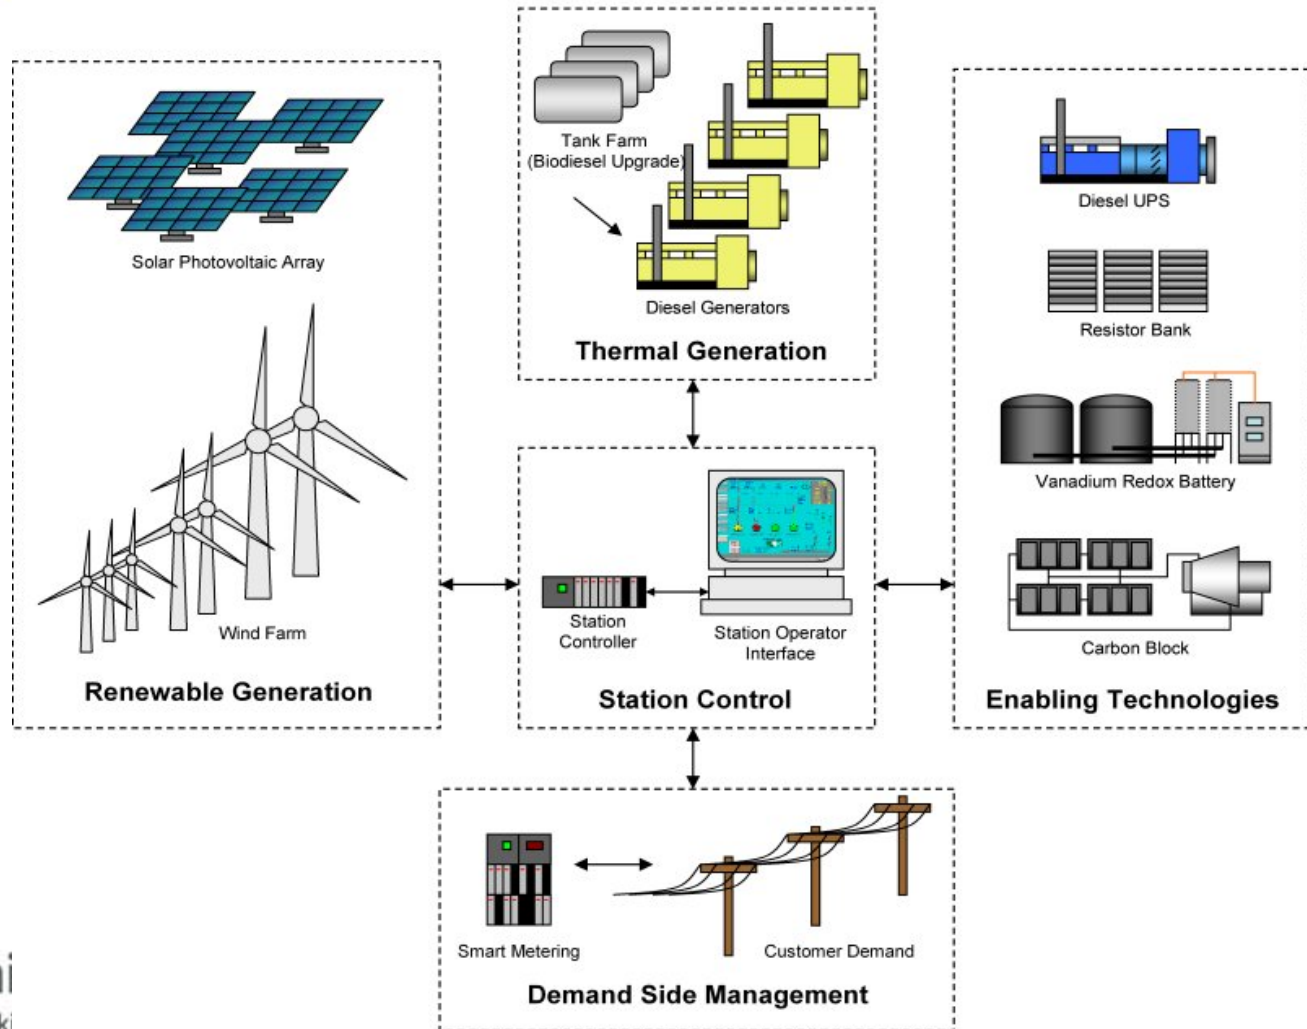 Tank Farm
(Biodiesel Upgrade)
Diesel Generators
Thermal Generation
Solar Photovoltaic Array
Wind Farm
Renewable Generation
Station
Controller
Station Operator
Interface
Station Control
Diesel UPS
Resistor Bank
Vanadium Redox Battery
Carbon Block
Enabling Technologies
Smart Metering
Customer Demand
Demand Side Management